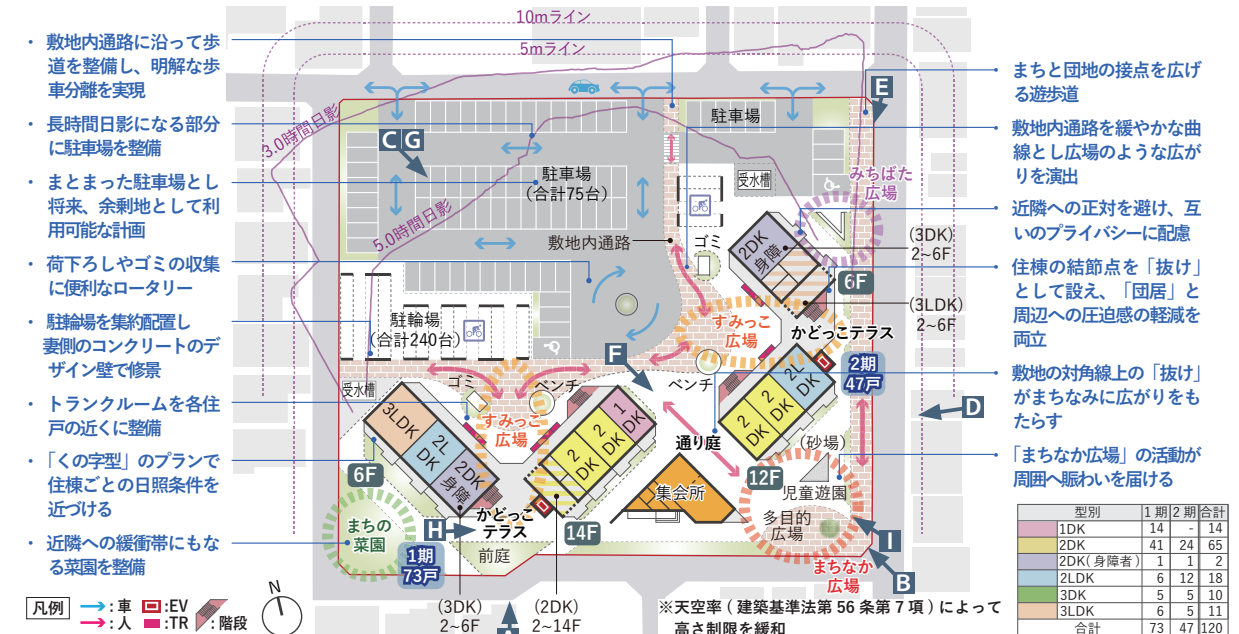 ・ 敷地内通路に沿って歩
道を整備し、明解な歩
車分離を実現
・ 長時間日影になる部分
に駐車場を整備
・ まとまった駐車場とし
将来、余剰地として利
用可能な計画
・ 荷下ろしやゴミの収集
に便利なロータリー
・ 駐輪場を集約配置し
妻側のコンクリートのデ
ザイン壁で修景
・ トランクルームを各住
戸の近くに整備
・ 「くの字型」のプランで
住棟ごとの日照条件を
近づける
・ 近隣への緩衝帯にもな
る菜園を整備
凡例
:車
:人
:EV
:TR
:階段
N
10mライン
5mライン
3.0時間日影
5.0時間日影
C G
E
駐車場
駐車場
(合計75台)
受水槽
みちばた
広場
敷地内通路
ゴミ
2DK
身障
(3DK)
2~6F
6F
(3LDK)
2~6F
駐輪場
(合計240台)
すみっこ
広場
かどっこテラス
F
2期
47戸
D
受水槽
ゴミ
ベンチ
ベンチ
すみっこ
広場
3LDK
2L
DK
2DK
身障
1
DK
2
DK
2
DK
2L
DK
2
DK
2
DK
通り庭
(砂場)
6F
12F
児童遊園
集会所
多目的
広場
まちの
菜園
H
かどっこ
テラス
14F
I
1期
73戸
前庭
まちなか
広場
B
(3DK)
2~6F
(2DK)
2~14F
※天空率(建築基準法第56条第7項)によって
高さ制限を緩和
・ まちと団地の接点を広げ
る遊歩道
・ 敷地内通路を緩やかな曲
線とし広場のような広が
りを演出
・ 近隣への正対を避け、互
いのプライバシーに配慮
・ 住棟の結節点を「抜け」
として設え、「団居」と
周辺への圧迫感の軽減を
両立
・ 敷地の対角線上の「抜け」
がまちなみに広がりをも
たらす
・ 「まちなか広場」の活動が
周囲へ賑わいを届ける
型別 1期 2期 合計
1DK 14 - 14
2DK 41 24 65
2DK(身障者) 1 1 2
2LDK 6 12 18
3DK 5 5 10
3LDK 6 5 11
合計 73 47 120